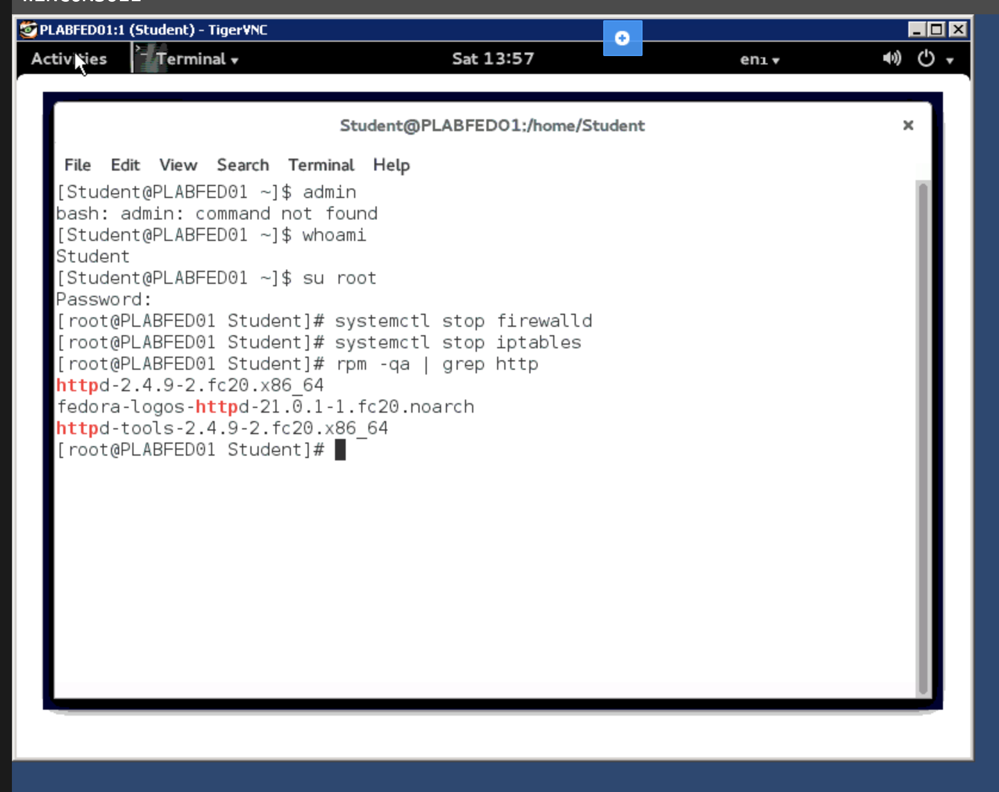 PLABFED01:1 (Student) - TigerVNC
Activities Terminal Sat 13:57 en1
Student@PLABFED01:/home/Student
File Edit View Search Terminal Help
[Student@PLABFED01 ~]$ admin
bash: admin: command not found
[Student@PLABFED01 ~]$ whoami
Student
[Student@PLABFED01 ~]$ su root
Password:
[root@PLABFED01 Student]# systemctl stop firewalld
[root@PLABFED01 Student]# systemctl stop iptables
[root@PLABFED01 Student]# rpm -qa | grep http
httpd-2.4.9-2.fc20.x86_64
fedora-logos-httpd-21.0.1-1.fc20.noarch
httpd-tools-2.4.9-2.fc20.x86_64
[root@PLABFED01 Student]#